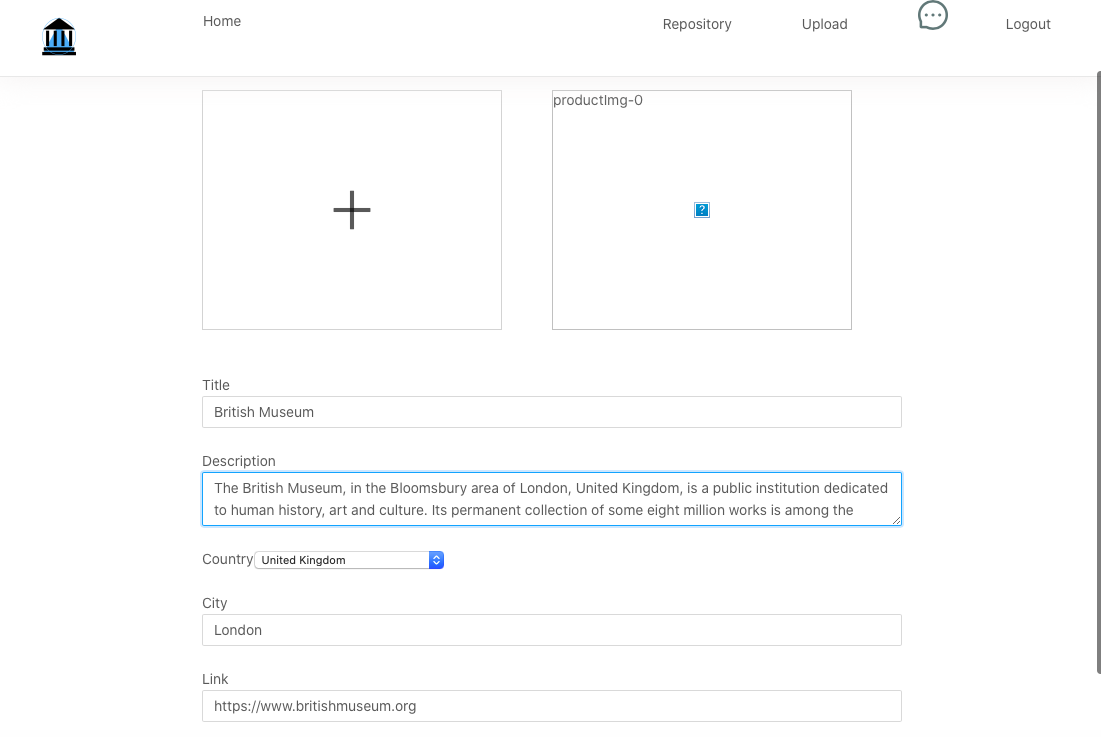 Home
Repository
Upload
Logout
productImg-0
?
Title
British Museum
Description
The British Museum, in the Bloomsbury area of London, United Kingdom, is a public institution dedicated
to human history, art and culture. Its permanent collection of some eight million works is among the
Country
United Kingdom
City
London
Link
https://www.britishmuseum.org